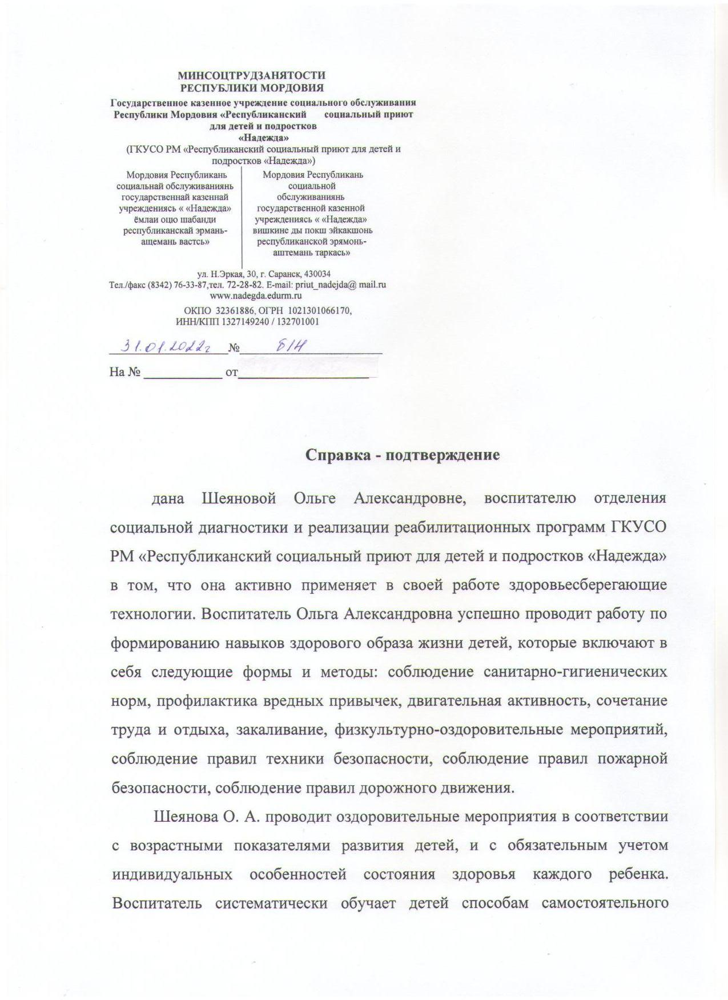 МИНСОЦТРУДЗАНЯТОСТИ
РЕСПУБЛИКИ МОРДОВИЯ
Государственное казенное учреждение социального обслуживания
Республики Мордовия «Республиканский социальный приют
для детей и подростков
«Надежда»
(ГКУСО РМ «Республиканский социальный приют для детей и
подростков «Надежда»)
Мордовия Республикань
социальнай обслуживаниянь
государственнай казеннай
учреждениясь « «Надежда»
ёмлаи оцю шабанди
республиканскай эрмань-
ащемань вастсь»
Мордовия Республикань
социальной
обслуживаниянь
государственной казенной
учреждениясь « «Надежда»
вишкине ды покш эйкакшонь
республиканской эрямонь-
аштемань таркась»
ул. Н.Эркая, 30, г. Саранск, 430034
Тел./факс (8342) 76-33-87,тел. 72-28-82. E-mail: priut_nadejda@ mail.ru
www.nadegda.edurm.ru
ОКПО 32361886, ОГРН 1021301066170,
ИНН/КПП 1327149240 / 132701001
31.01.2022г № б/н
На № ____________ от____________________
Справка - подтверждение
дана Шеяновой Ольге Александровне, воспитателю отделения
социальной диагностики и реализации реабилитационных программ ГКУСО
РМ «Республиканский социальный приют для детей и подростков «Надежда»
в том, что она активно применяет в своей работе здоровьесберегающие
технологии. Воспитатель Ольга Александровна успешно проводит работу по
формированию навыков здорового образа жизни детей, которые включают в
себя следующие формы и методы: соблюдение санитарно-гигиенических
норм, профилактика вредных привычек, двигательная активность, сочетание
труда и отдыха, закаливание, физкультурно-оздоровительные мероприятий,
соблюдение правил техники безопасности, соблюдение правил пожарной
безопасности, соблюдение правил дорожного движения.
Шеянова О. А. проводит оздоровительные мероприятия в соответствии
с возрастными показателями развития детей, и с обязательным учетом
индивидуальных особенностей состояния здоровья каждого ребенка.
Воспитатель систематически обучает детей способам самостоятельного